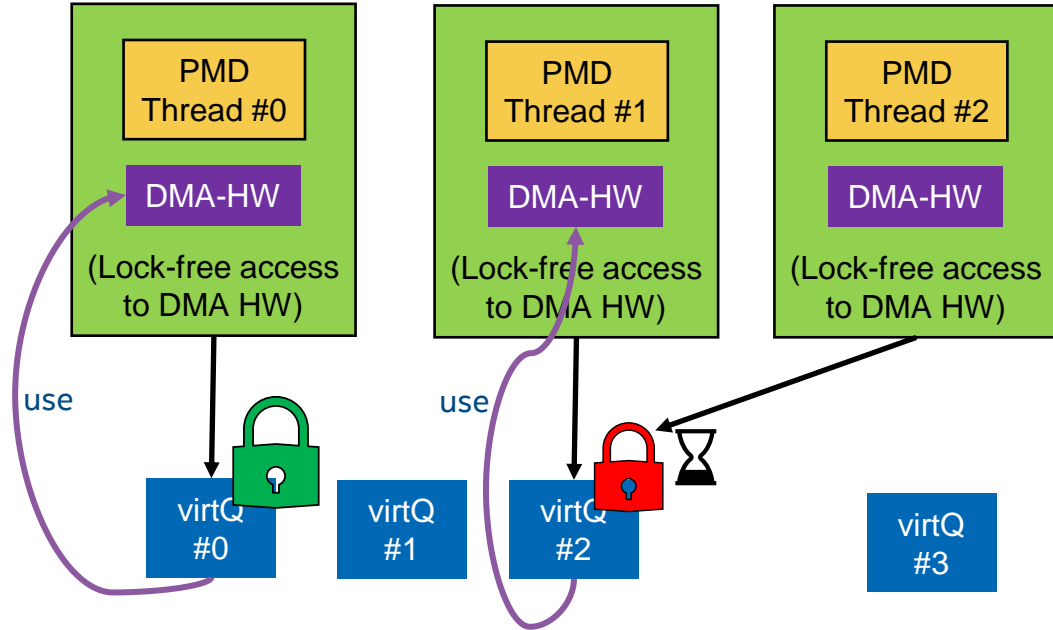 PMD
Thread #0
DMA-HW
(Lock-free access
to DMA HW)
PMD
Thread #1
DMA-HW
(Lock-free access
to DMA HW)
PMD
Thread #2
DMA-HW
(Lock-free access
to DMA HW)
use
use
virtQ
#0
virtQ
#1
virtQ
#2
virtQ
#3